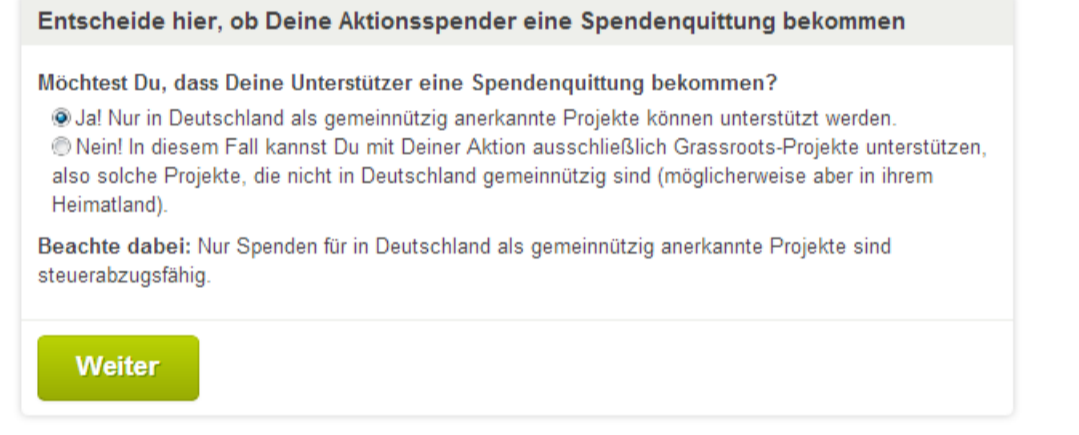 Entscheide hier, ob Deine Aktionsspender eine Spendenquittung bekommen
Möchtest Du, dass Deine Unterstützer eine Spendenquittung bekommen?
Ja! Nur in Deutschland als gemeinnützig anerkannte Projekte können unterstützt werden.
Nein! In diesem Fall kannst Du mit Deiner Aktion ausschließlich Grassroots-Projekte unterstützen,
also solche Projekte, die nicht in Deutschland gemeinnützig sind (möglicherweise aber in ihrem
Heimatland).
Beachte dabei: Nur Spenden für in Deutschland als gemeinnützig anerkannte Projekte sind
steuerabzugsfähig.
Weiter